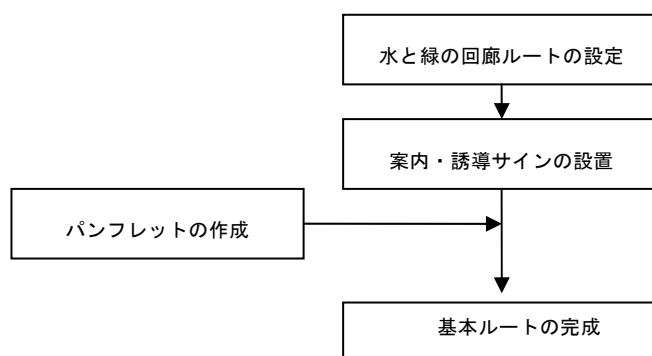 水と緑の回廊ルートの設定
案内・誘導サインの設置
パンフレットの作成
基本ルートの完成